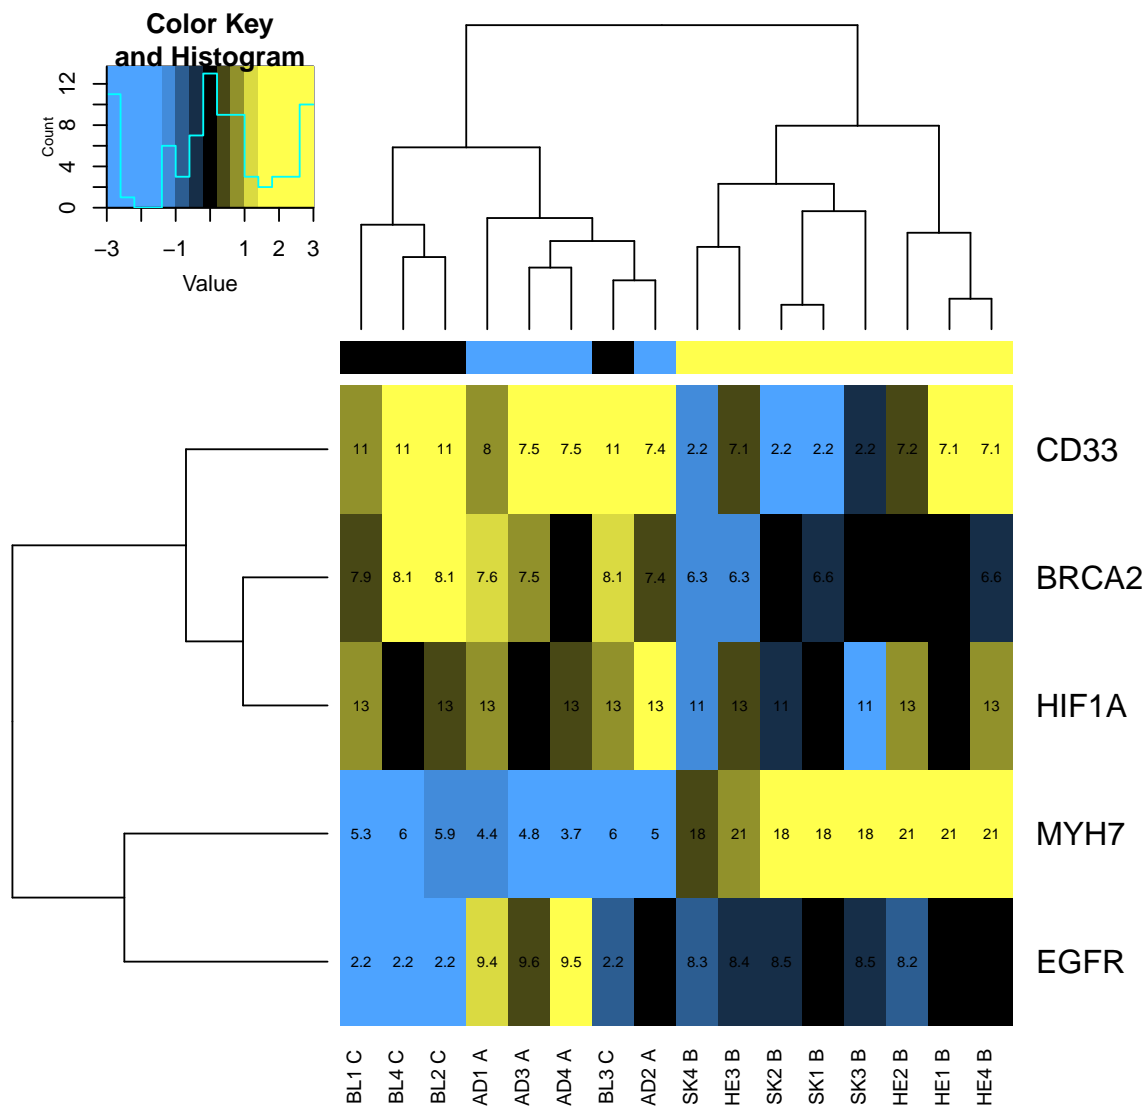 Color Key
and Histogram
Count
0 4 8 12
−3 −1 1 2 3
Value
11 11 11 8 7.5 7.5 11 7.4 2.2 7.1 2.2 2.2 2.2 7.2 7.1 7.1 CD33
7.9 8.1 8.1 7.6 7.5 8.1 7.4 6.3 6.3 6.6 6.6 BRCA2
13 13 13 13 13 13 11 13 11 11 13 13 HIF1A
5.3 6 5.9 4.4 4.8 3.7 6 5 18 21 18 18 18 21 21 21 MYH7
2.2 2.2 2.2 9.4 9.6 9.5 2.2 8.3 8.4 8.5 8.5 8.2 EGFR
BL1 C
BL4 C
BL2 C
AD1 A
AD3 A
AD4 A
BL3 C
AD2 A
SK4 B
HE3 B
SK2 B
SK1 B
SK3 B
HE2 B
HE1 B
HE4 B